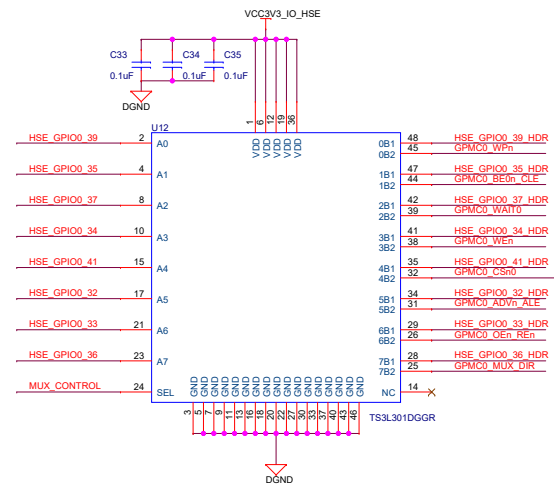 VCC3V3_IO_HSE
C33 C34 C35
0.1uF 0.1uF 0.1uF
DGND
U12
1 6 12 19 36
VDD VDD VDD VDD VDD
HSE_GPIO0_39 2 A0 0B1 48 HSE_GPIO0_39_HDR
0B2 45 GPMC0_WPn
HSE_GPIO0_35 4 A1 1B1 47 HSE_GPIO0_35_HDR
1B2 44 GPMC0_BE0n_CLE
HSE_GPIO0_37 8 A2 2B1 42 HSE_GPIO0_37_HDR
2B2 39 GPMC0_WAIT0
HSE_GPIO0_34 10 A3 3B1 41 HSE_GPIO0_34_HDR
3B2 38 GPMC0_WEn
HSE_GPIO0_41 15 A4 4B1 35 HSE_GPIO0_41_HDR
4B2 32 GPMC0_CSn0
HSE_GPIO0_32 17 A5 5B1 34 HSE_GPIO0_32_HDR
5B2 31 GPMC0_ADVn_ALE
HSE_GPIO0_33 21 A6 6B1 29 HSE_GPIO0_33_HDR
6B2 26 GPMC0_OEn_REn
HSE_GPIO0_36 23 A7 7B1 28 HSE_GPIO0_36_HDR
7B2 25 GPMC0_MUX_DIR
MUX_CONTROL 24 SEL NC 14
GND GND GND GND GND GND GND GND GND GND GND GND GND GND GND GND
3 5 7 9 11 13 16 18 20 22 27 30 33 37 40 43 46
TS3L301DGGR
DGND